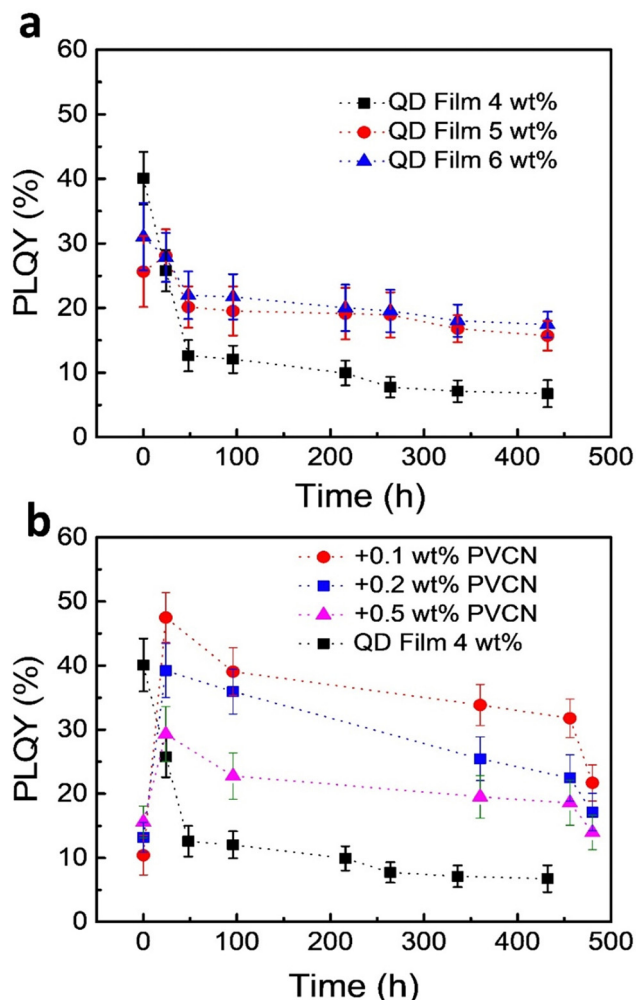 a
60
50
40
30
20
10
0
PLQY (%)
QD Film 4 wt%
QD Film 5 wt%
QD Film 6 wt%
0 100 200 300 400 500
Time (h)
b
60
50
40
30
20
10
0
PLQY (%)
+0.1 wt% PVCN
+0.2 wt% PVCN
+0.5 wt% PVCN
QD Film 4 wt%
0 100 200 300 400 500
Time (h)